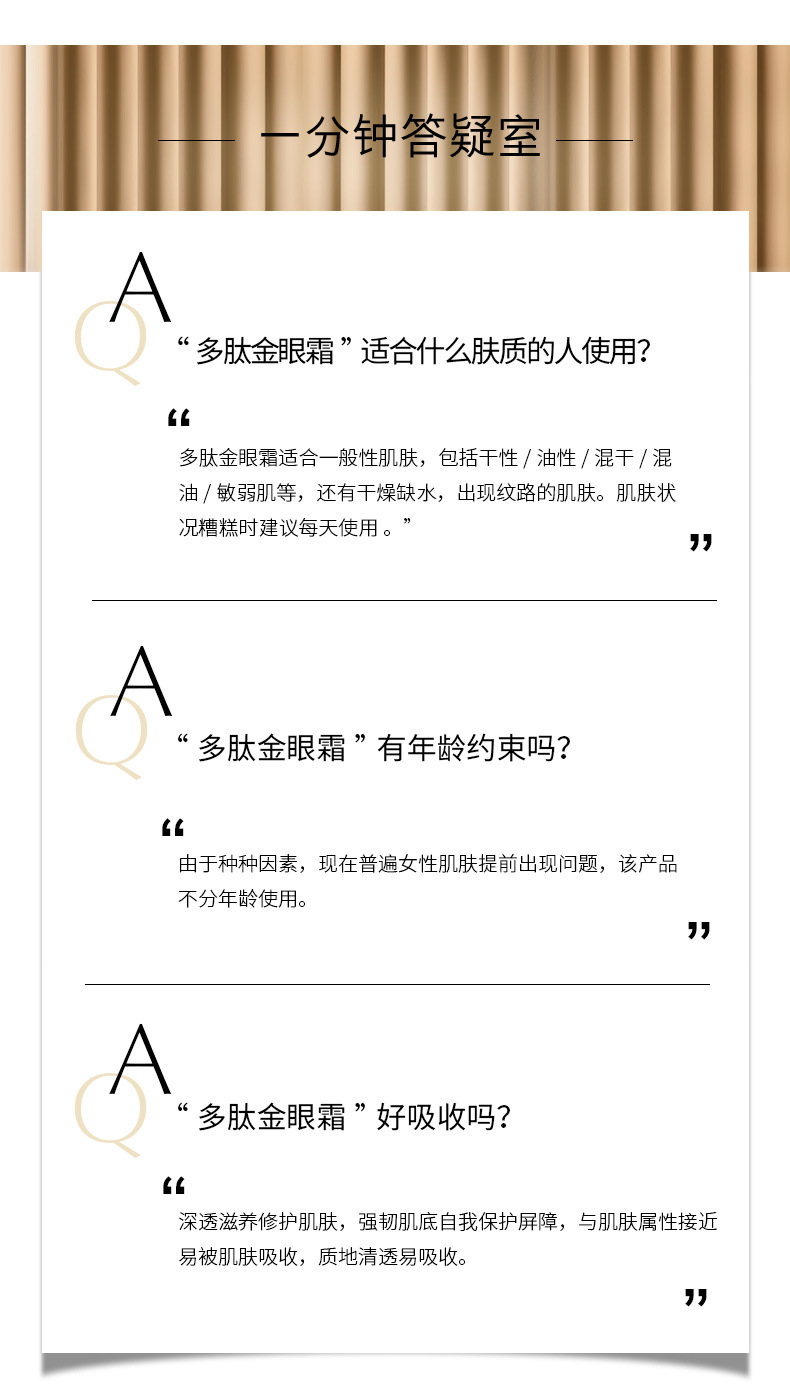 一分钟答疑室
A
Q
“多肽金眼霜”适合什么肤质的人使用？
“
多肽金眼霜适合一般性肌肤，包括干性 / 油性 / 混干 / 混
油 / 敏弱肌等，还有干燥缺水，出现纹路的肌肤。肌肤状
况糟糕时建议每天使用 。”
”
A
Q
“多肽金眼霜”有年龄约束吗？
“
由于种种因素，现在普遍女性肌肤提前出现问题，该产品
不分年龄使用。
”
A
Q
“多肽金眼霜”好吸收吗？
“
深透滋养修护肌肤，强韧肌底自我保护屏障，与肌肤属性接近
易被肌肤吸收，质地清透易吸收。
”